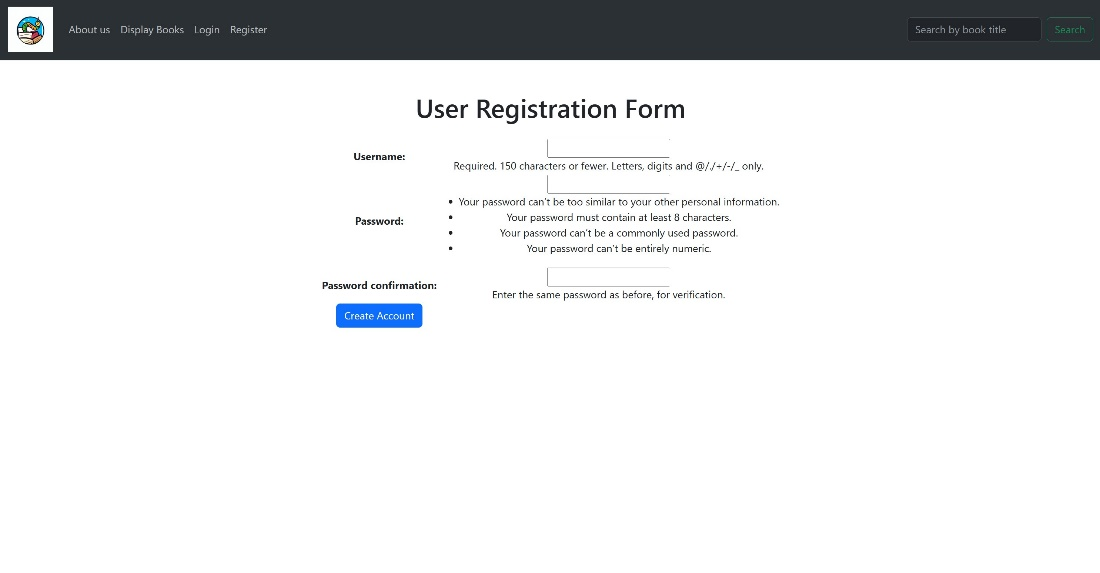 About us Display Books Login Register Search by book title Search
User Registration Form
Username:
Required. 150 characters or fewer. Letters, digits and @/./+/-/_ only.
Password:
• Your password can't be too similar to your other personal information.
• Your password must contain at least 8 characters.
• Your password can't be a commonly used password.
• Your password can't be entirely numeric.
Password confirmation:
Enter the same password as before, for verification.
Create Account